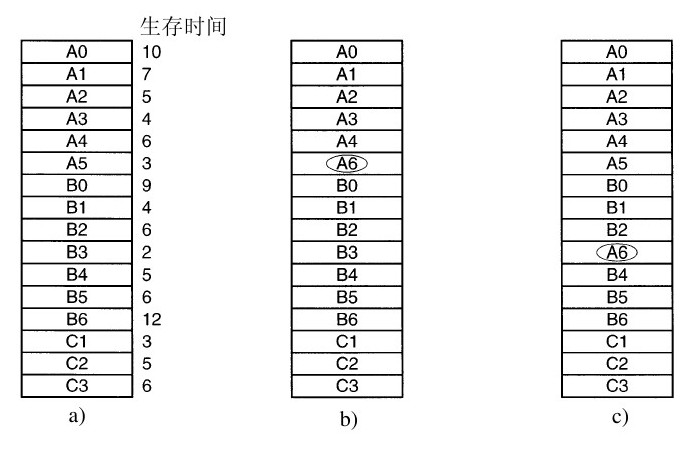 生存时间
A0 10 A0 A0
A1 7 A1 A1
A2 5 A2 A2
A3 4 A3 A3
A4 6 A4 A4
A5 3 A6 A5
B0 9 B0 B0
B1 4 B1 B1
B2 6 B2 B2
B3 2 B3 A6
B4 5 B4 B4
B5 6 B5 B5
B6 12 B6 B6
C1 3 C1 C1
C2 5 C2 C2
C3 6 C3 C3
a) b) c)